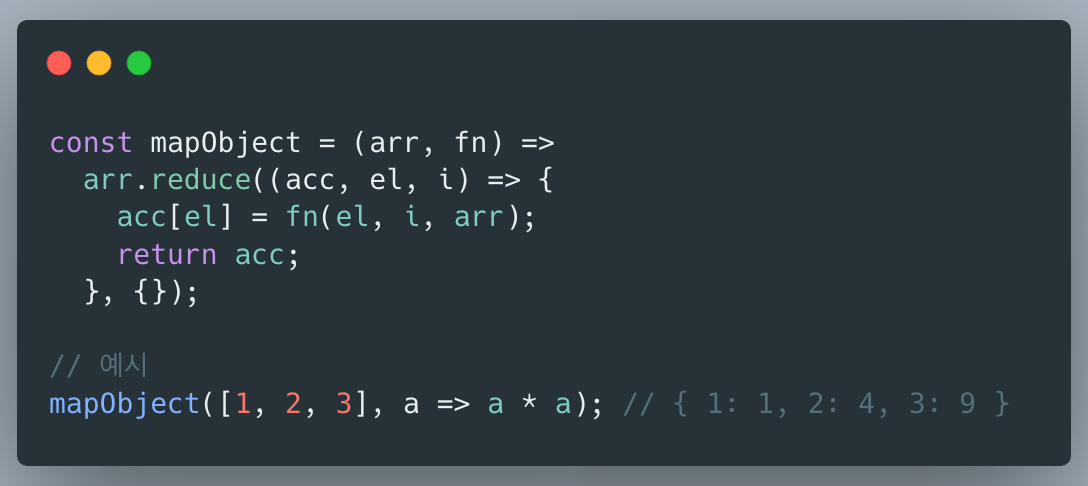 const mapObject = (arr, fn) =>
  arr.reduce((acc, el, i) => {
    acc[el] = fn(el, i, arr);
    return acc;
  }, {});
// 예시
mapObject([1, 2, 3], a => a * a); // { 1: 1, 2: 4, 3: 9 }